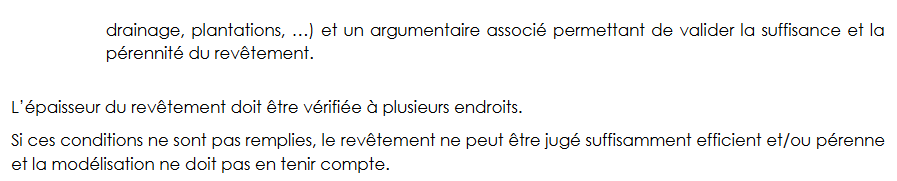 drainage, plantations, …) et un argumentaire associé permettant de valider la suffisance et la
pérennité du revêtement.
L'épaisseur du revêtement doit être vérifiée à plusieurs endroits.
Si ces conditions ne sont pas remplies, le revêtement ne peut être jugé suffisamment efficient et/ou pérenne
et la modélisation ne doit pas en tenir compte.